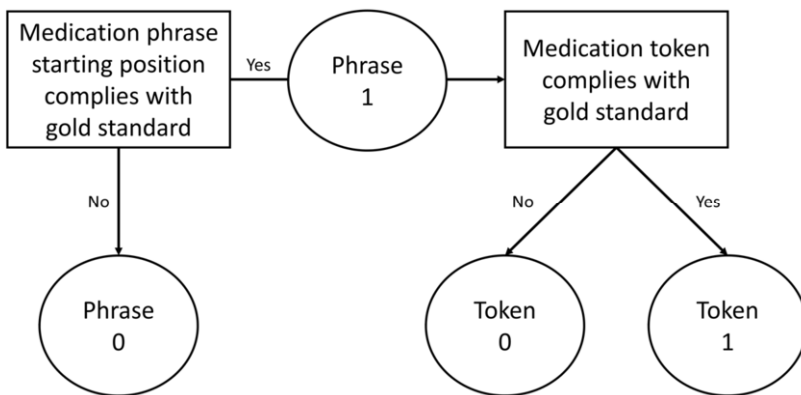 Medication phrase
starting position
complies with
gold standard
Yes
Phrase
1
Medication token
complies with
gold standard
No
No
Yes
Phrase
0
Token
0
Token
1